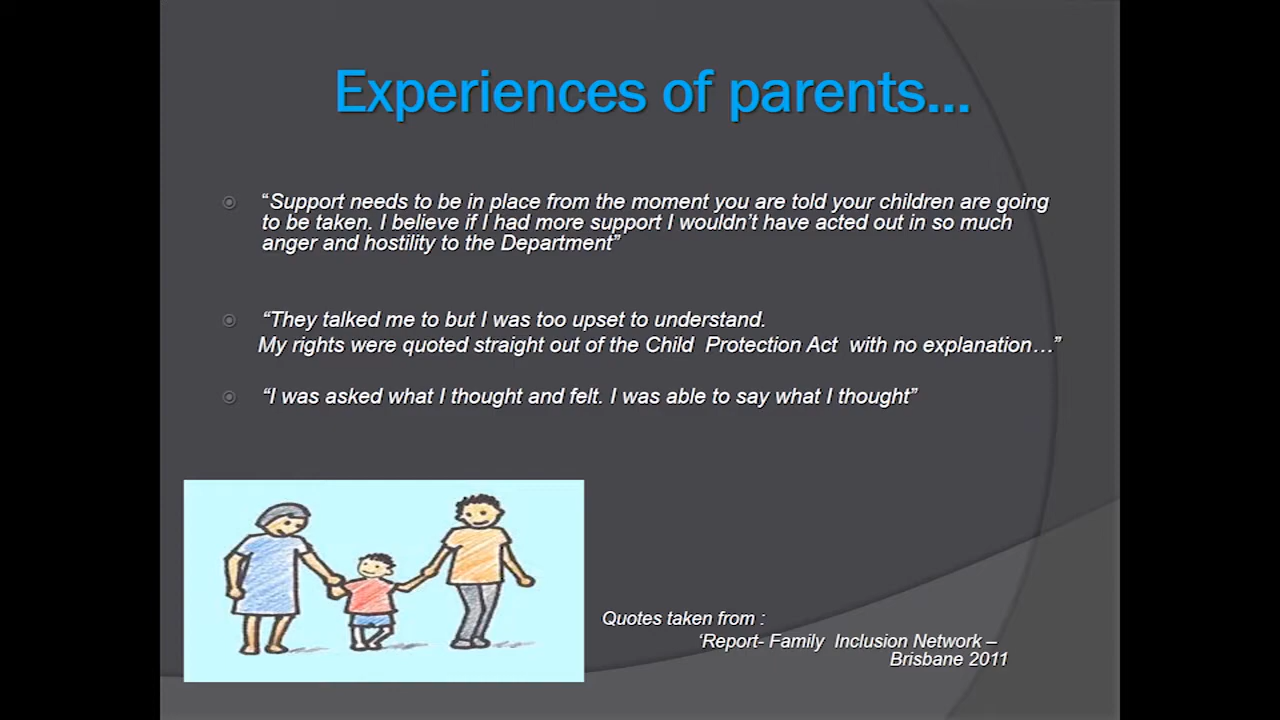 Experiences of parents...
“Support needs to be in place from the moment you are told your children are going
to be taken. I believe if I had more support I wouldn’t have acted out in so much
anger and hostility to the Department”
“They talked me to but I was too upset to understand.
My rights were quoted straight out of the Child Protection Act with no explanation…”
“I was asked what I thought and felt. I was able to say what I thought”
Quotes taken from :
‘Report- Family Inclusion Network –
Brisbane 2011